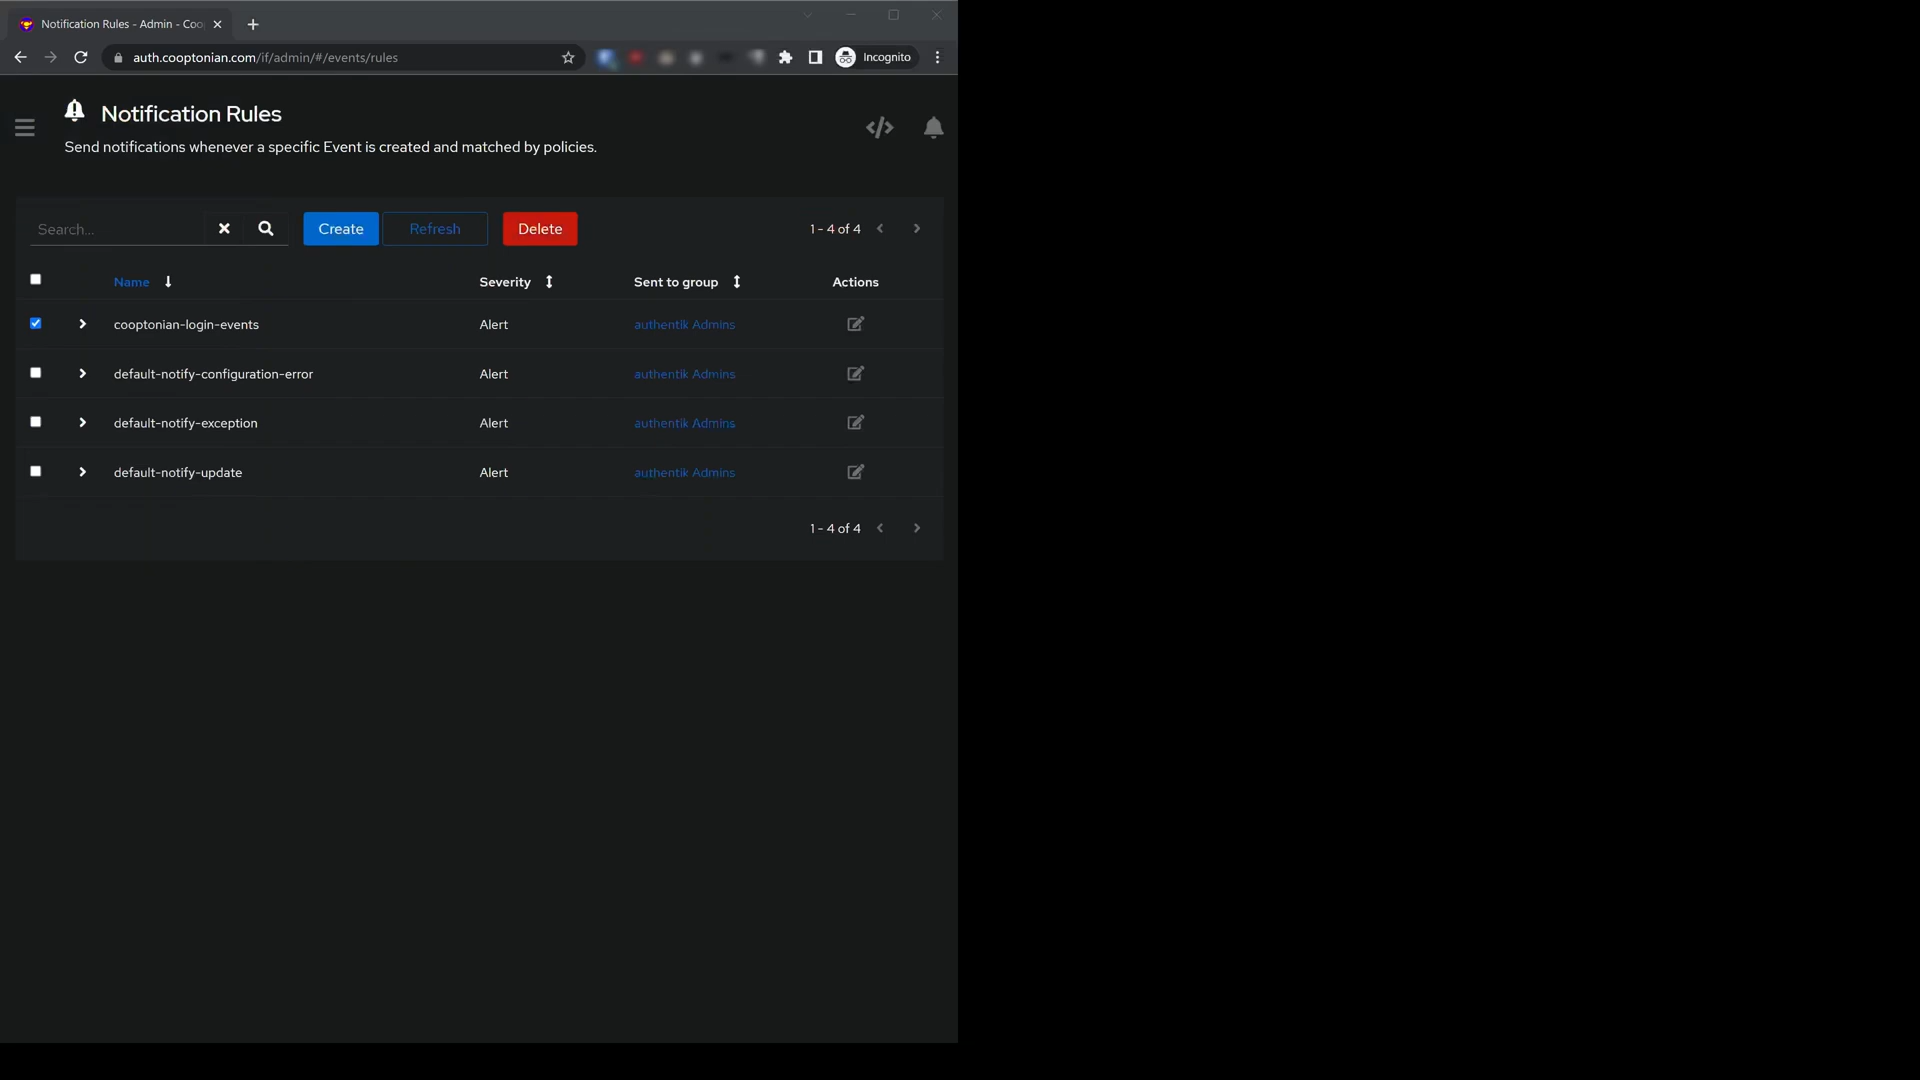 Notification Rules - Admin - Coo
auth.cooptonian.com/if/admin/#/events/rules
Incognito
Notification Rules
Send notifications whenever a specific Event is created and matched by policies.
Search... Create Refresh Delete 1 - 4 of 4
Name Severity Sent to group Actions
cooptonian-login-events Alert authentik Admins
default-notify-configuration-error Alert authentik Admins
default-notify-exception Alert authentik Admins
default-notify-update Alert authentik Admins
1 - 4 of 4